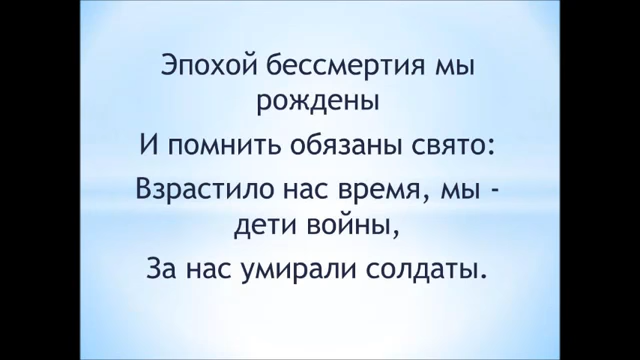 Эпохой бессмертия мы
рождены
И помнить обязаны свято:
Взрастило нас время, мы -
дети войны,
За нас умирали солдаты.